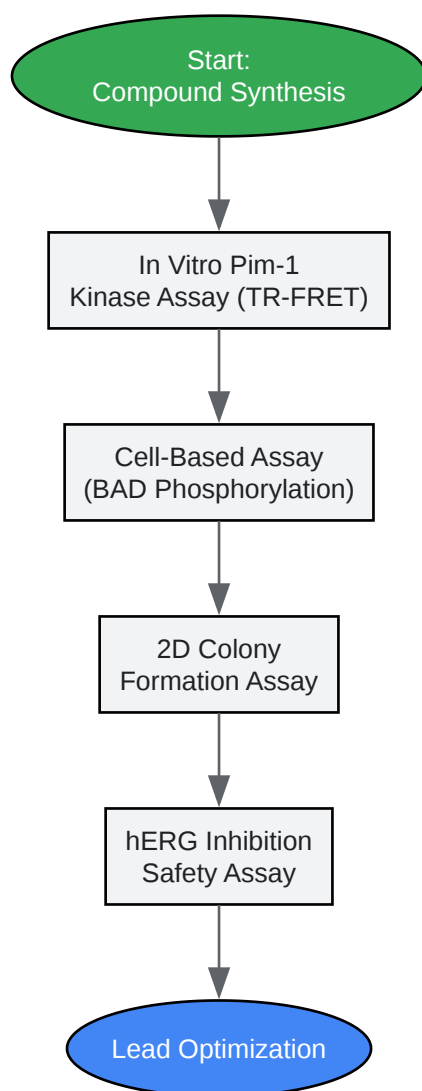 Start:
Compound Synthesis
In Vitro Pim-1
Kinase Assay (TR-FRET)
Cell-Based Assay
(BAD Phosphorylation)
2D Colony
Formation Assay
hERG Inhibition
Safety Assay
Lead Optimization